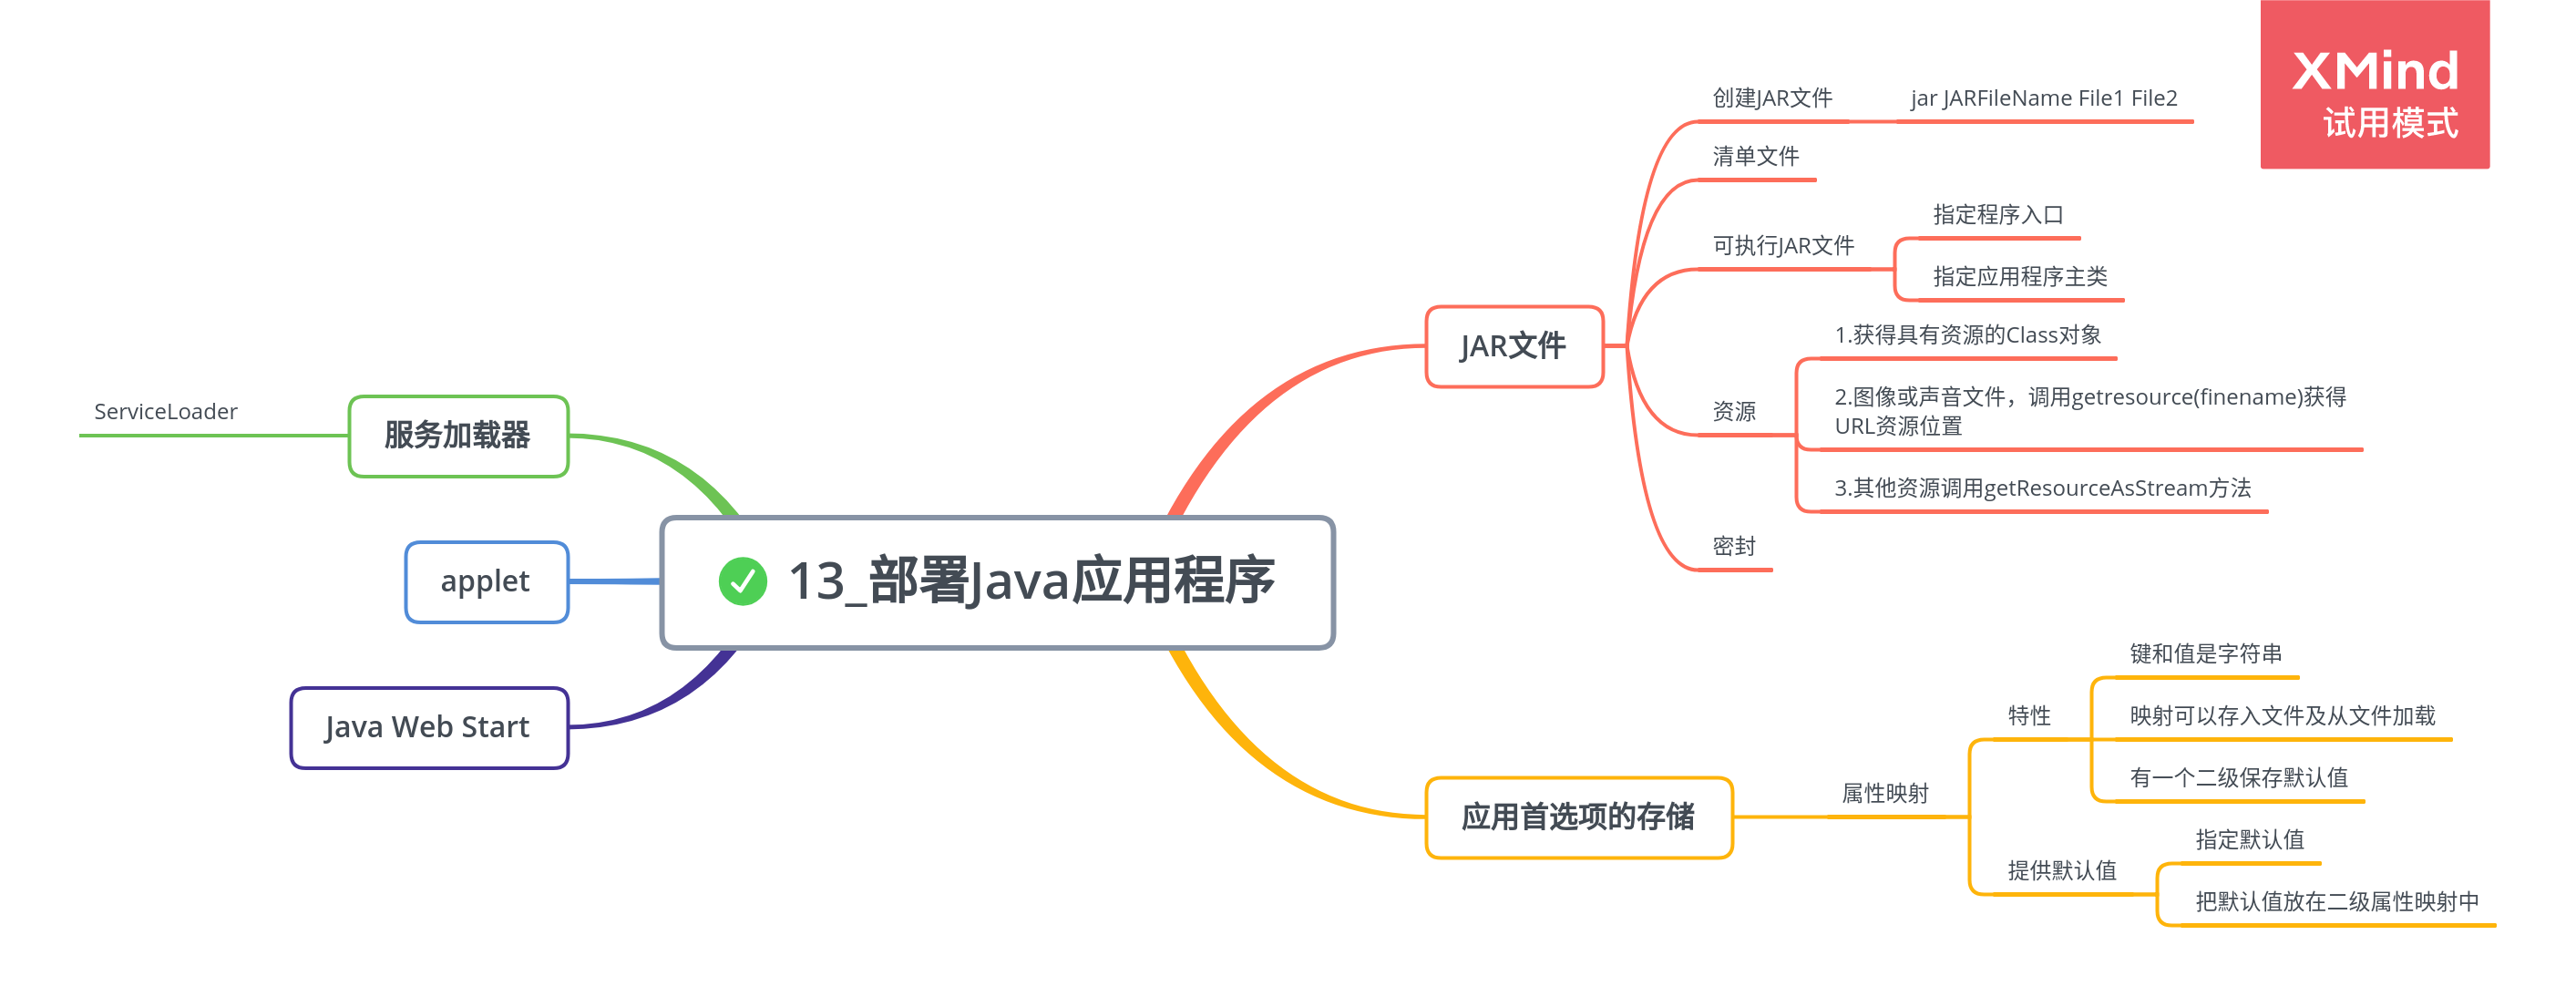 XMind
试用模式
13_部署Java应用程序
JAR文件
创建JAR文件
jar JARFileName File1 File2
清单文件
可执行JAR文件
指定程序入口
指定应用程序主类
资源
1.获得具有资源的Class对象
2.图像或声音文件，调用getresource(finename)获得
URL资源位置
3.其他资源调用getResourceAsStream方法
密封
应用首选项的存储
属性映射
特性
键和值是字符串
映射可以存入文件及从文件加载
有一个二级保存默认值
提供默认值
指定默认值
把默认值放在二级属性映射中
服务加载器
ServiceLoader
applet
Java Web Start